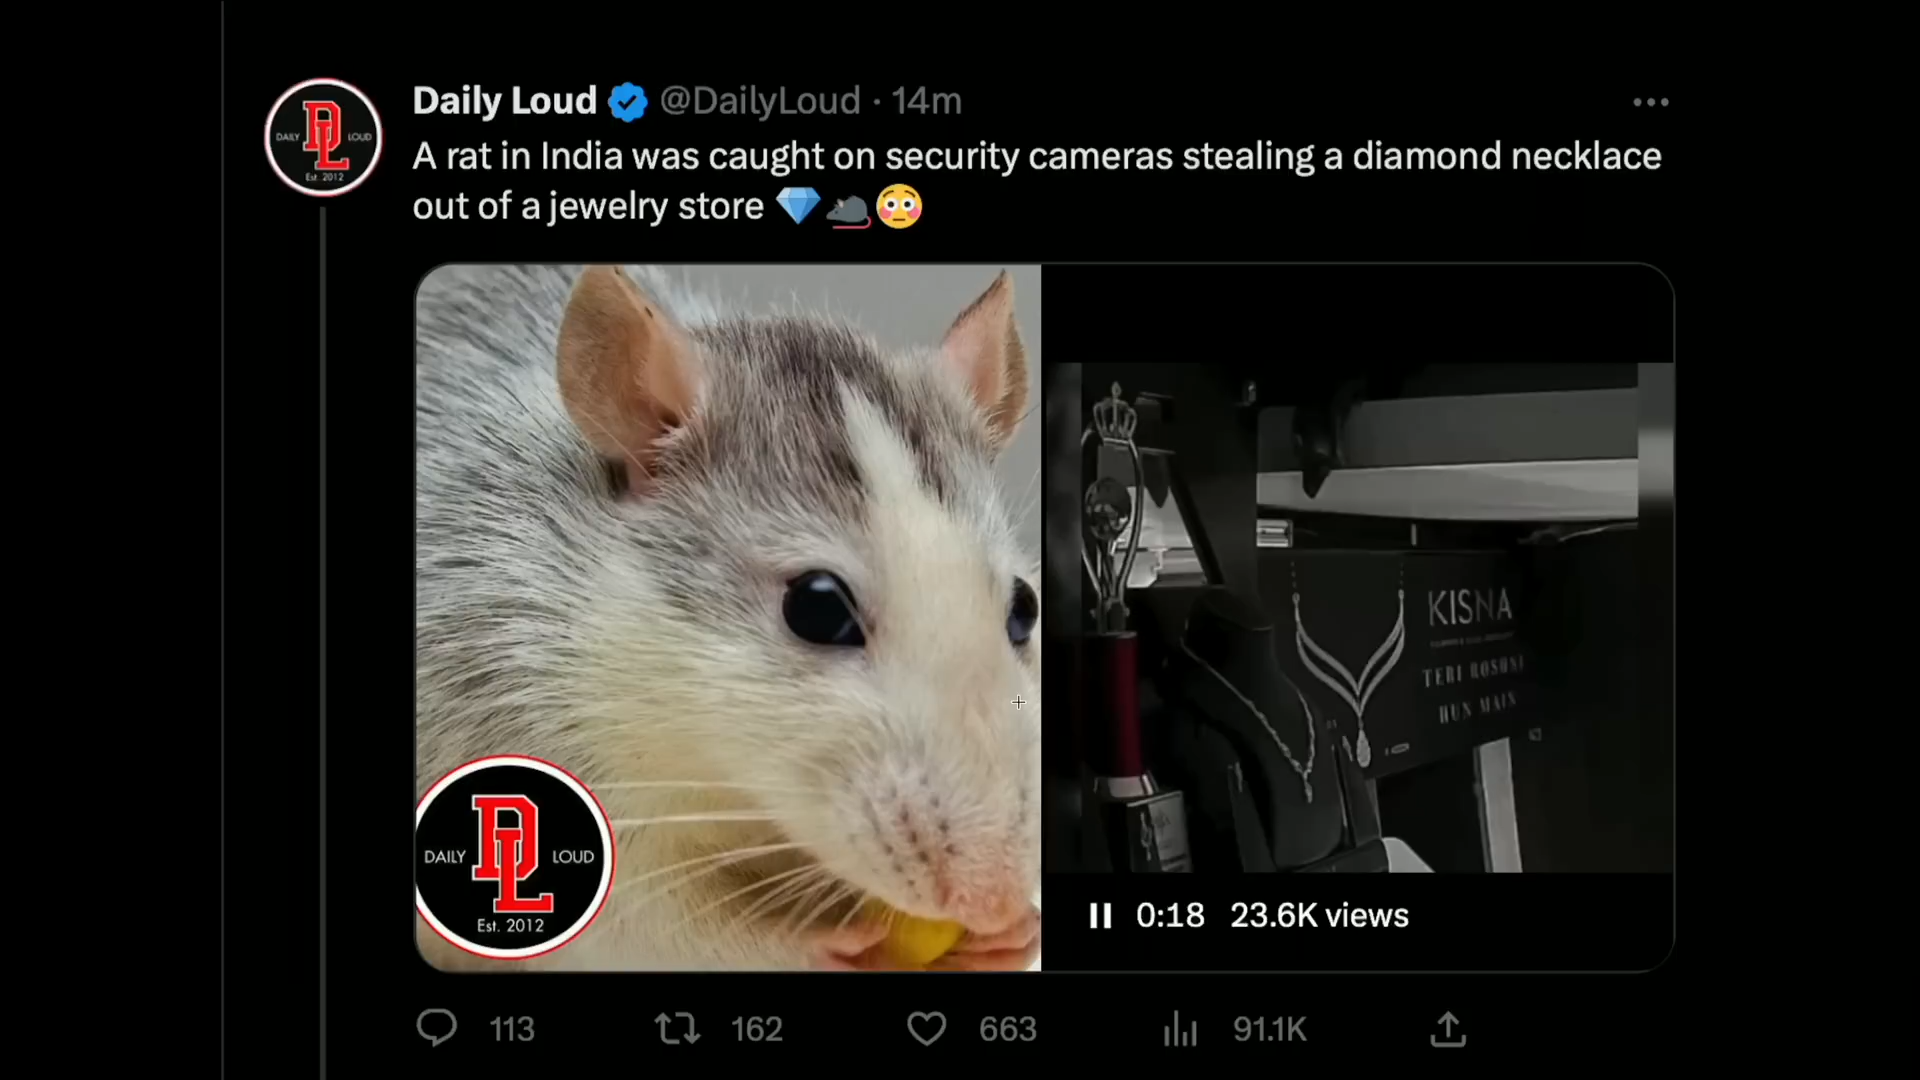 Daily Loud @DailyLoud · 14m
A rat in India was caught on security cameras stealing a diamond necklace
out of a jewelry store 💎🐀😳
DAILY DL LOUD
Est. 2012
KISNA
TERI ROSHNI
HUN MAIN
DAILY DL LOUD
Est. 2012
0:18 23.6K views
113 162 663 91.1K